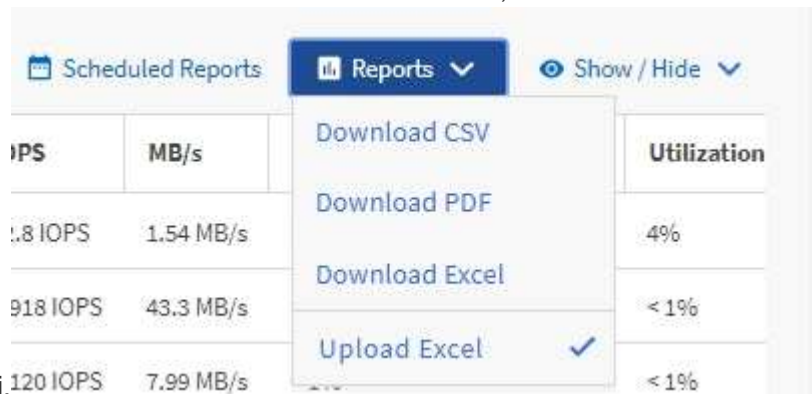 Scheduled Reports Reports Show / Hide
MB/s Utilization
Download CSV
.8 IOPS 1.54 MB/s Download PDF 4%
918 IOPS 43.3 MB/s Download Excel < 1%
Upload Excel
120 IOPS 7.99 MB/s < 1%